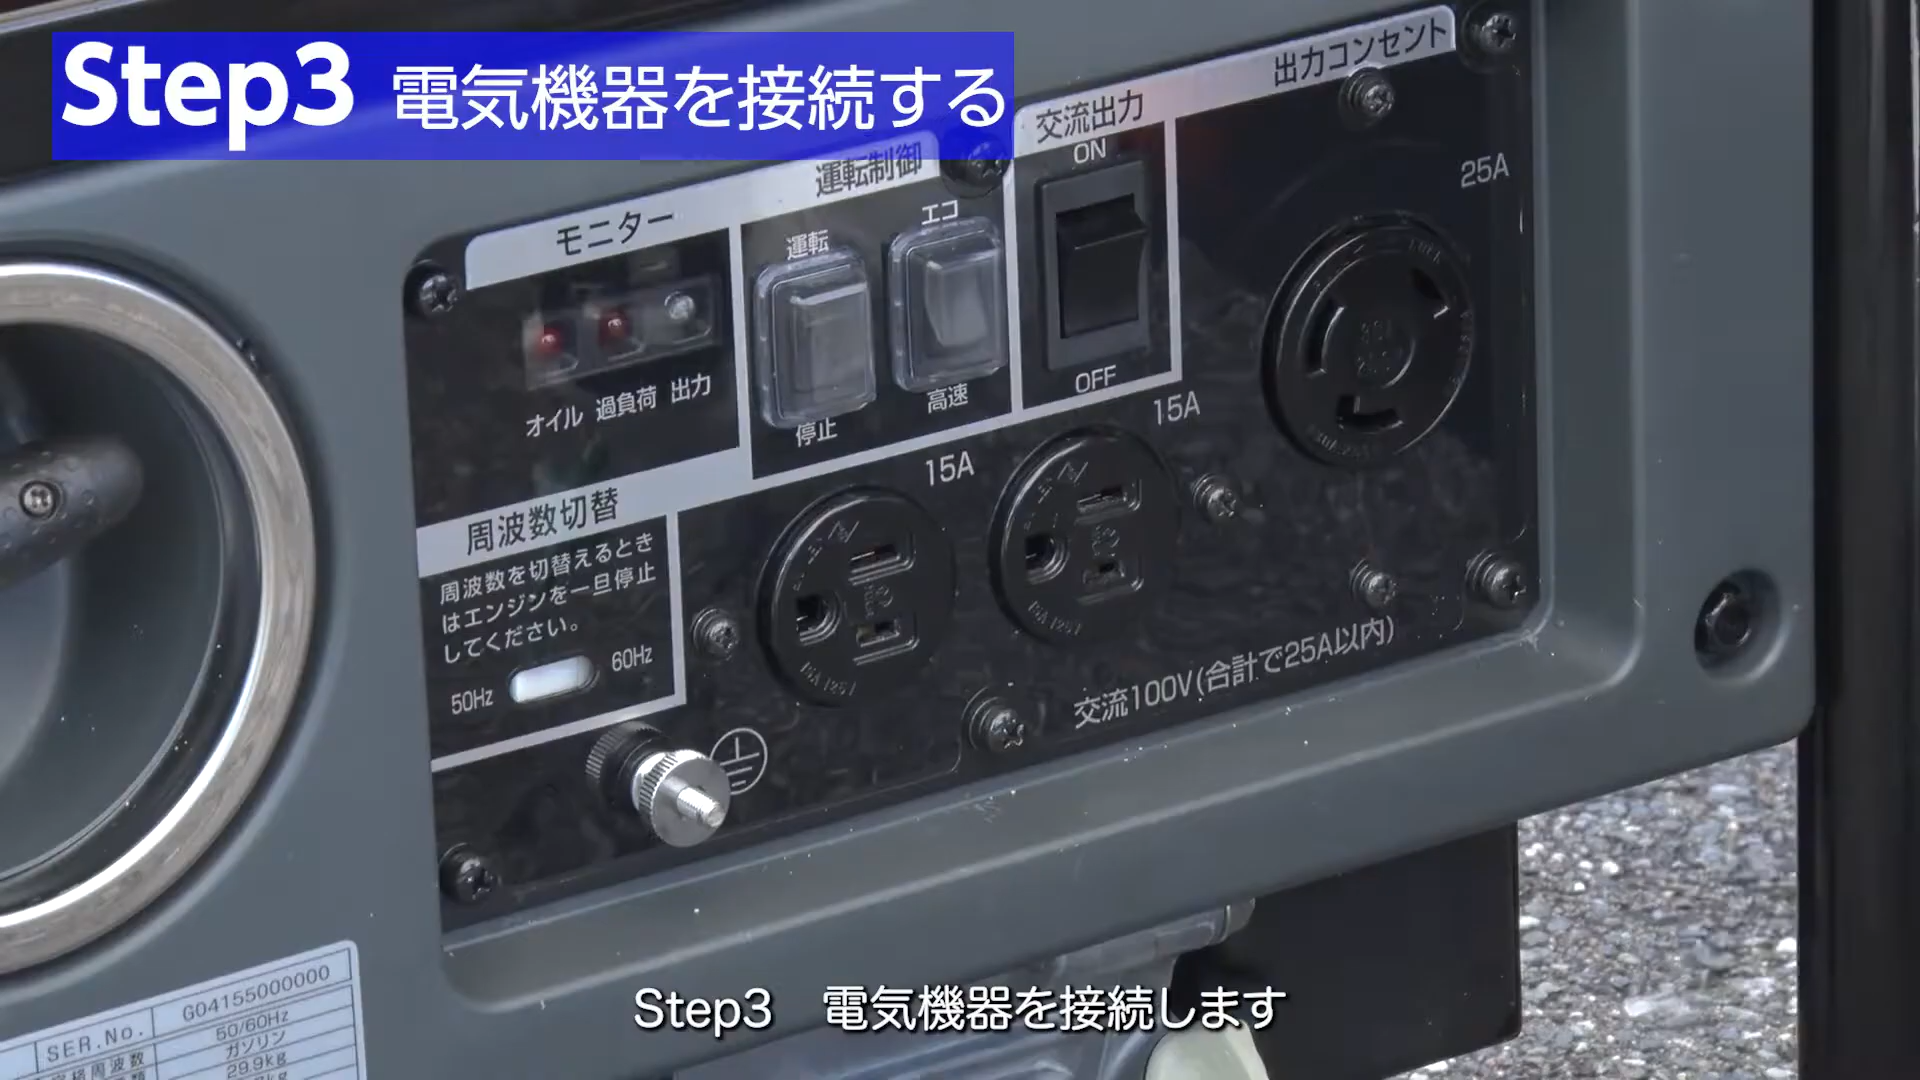 Step3 電気機器を接続する
出力コンセント
交流出力
ON
OFF
25A
運転制御
運転
停止
エコ
高速
モニター
オイル 過負荷 出力
15A
15A
周波数切替
周波数を切替えるとき
はエンジンを一旦停止
してください。
50Hz
60Hz
交流100V(合計で25A以内)
SER.No. G04155000000
50/60Hz
ガソリン
29.9kg
Step3 電気機器を接続します